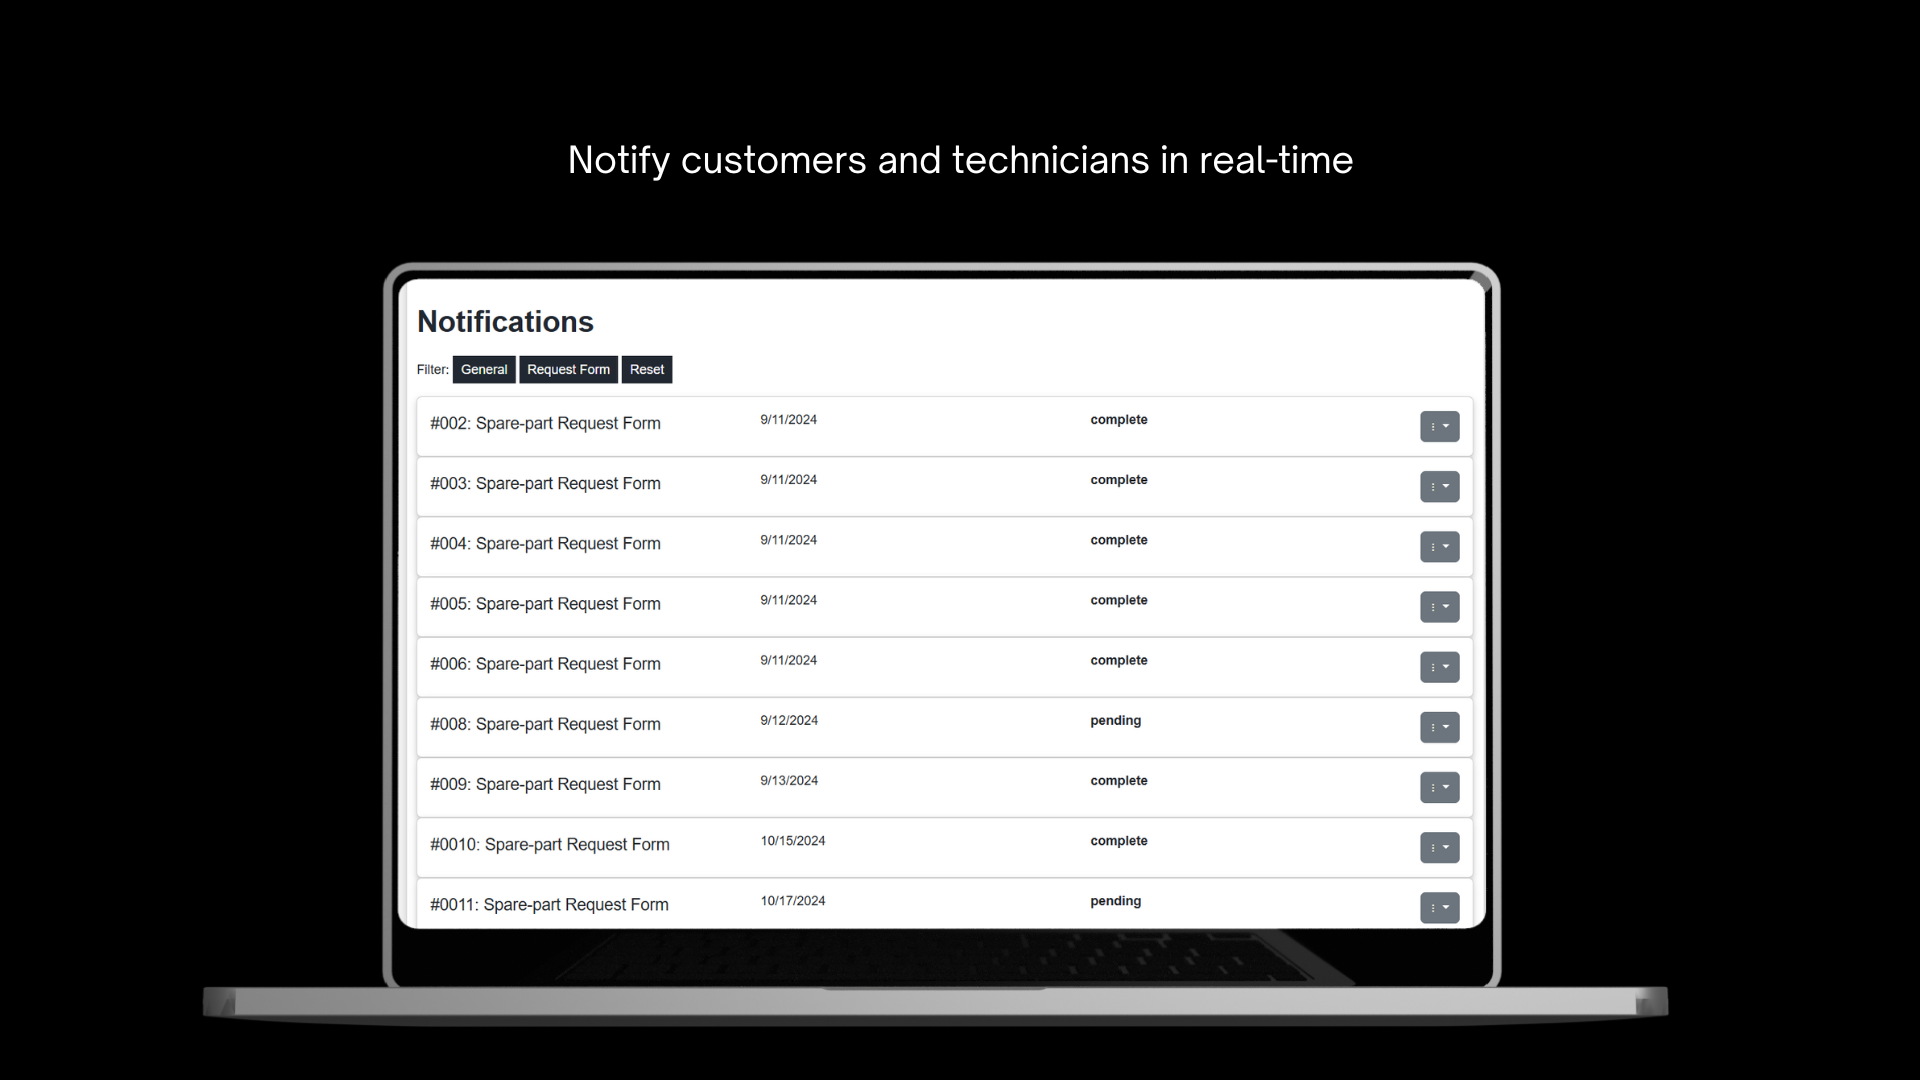 Notify customers and technicians in real-time
Notifications
Filter: General Request Form Reset
#002: Spare-part Request Form 9/11/2024 complete
#003: Spare-part Request Form 9/11/2024 complete
#004: Spare-part Request Form 9/11/2024 complete
#005: Spare-part Request Form 9/11/2024 complete
#006: Spare-part Request Form 9/11/2024 complete
#008: Spare-part Request Form 9/12/2024 pending
#009: Spare-part Request Form 9/13/2024 complete
#0010: Spare-part Request Form 10/15/2024 complete
#0011: Spare-part Request Form 10/17/2024 pending